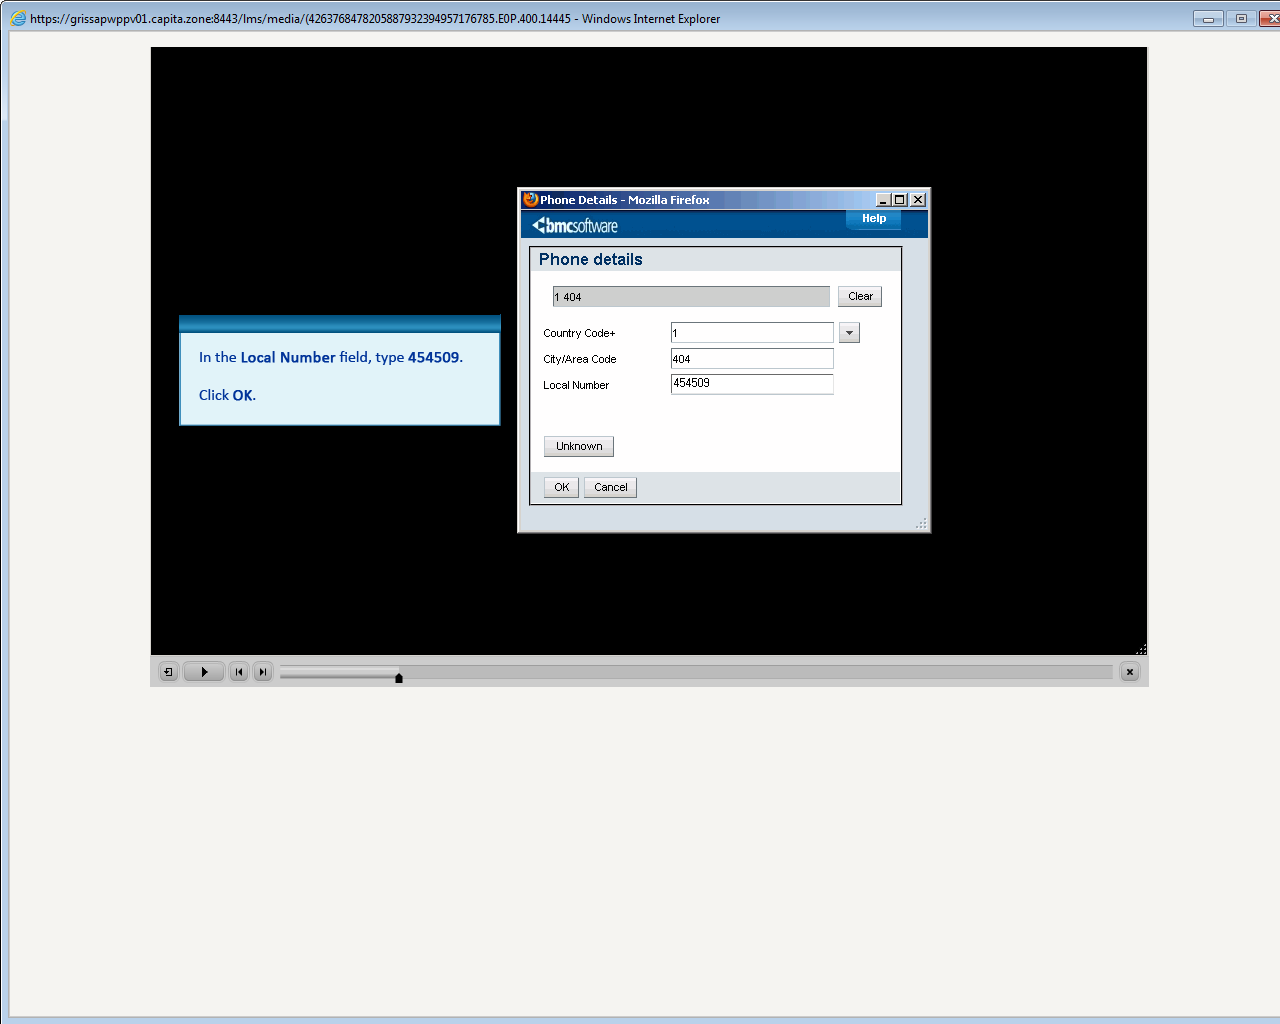 https://grissapwppv01.capita.zone:8443/lms/media/(4263768478205887932394957176785.E0P.400.14445 - Windows Internet Explorer
Phone Details - Mozilla Firefox
bmcsoftware
Help
Phone details
1 404
Clear
Country Code+
1
City/Area Code
404
Local Number
454509
In the Local Number field, type 454509.
Click OK.
Unknown
OK
Cancel